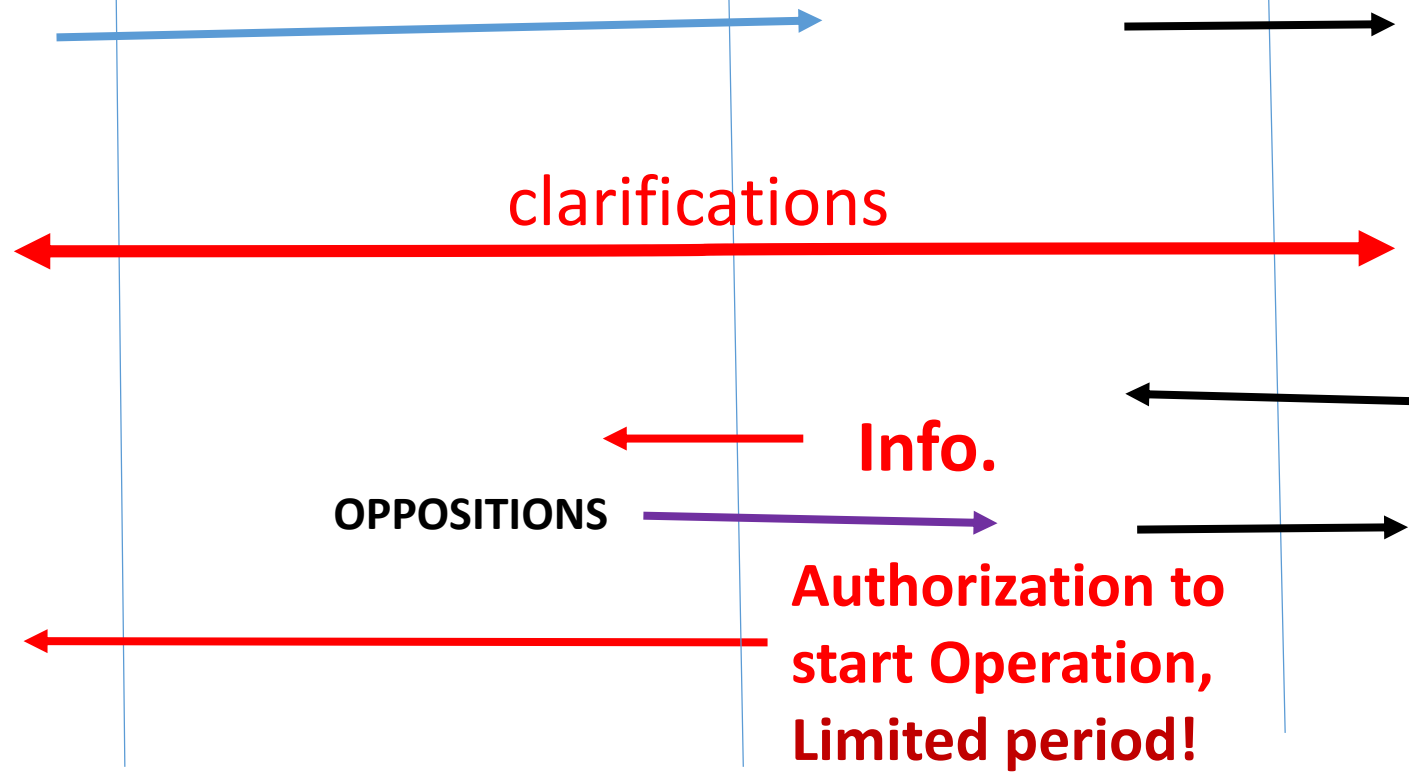 clarifications
Info.
OPPOSITIONS
Authorization to
start Operation,
Limited period!